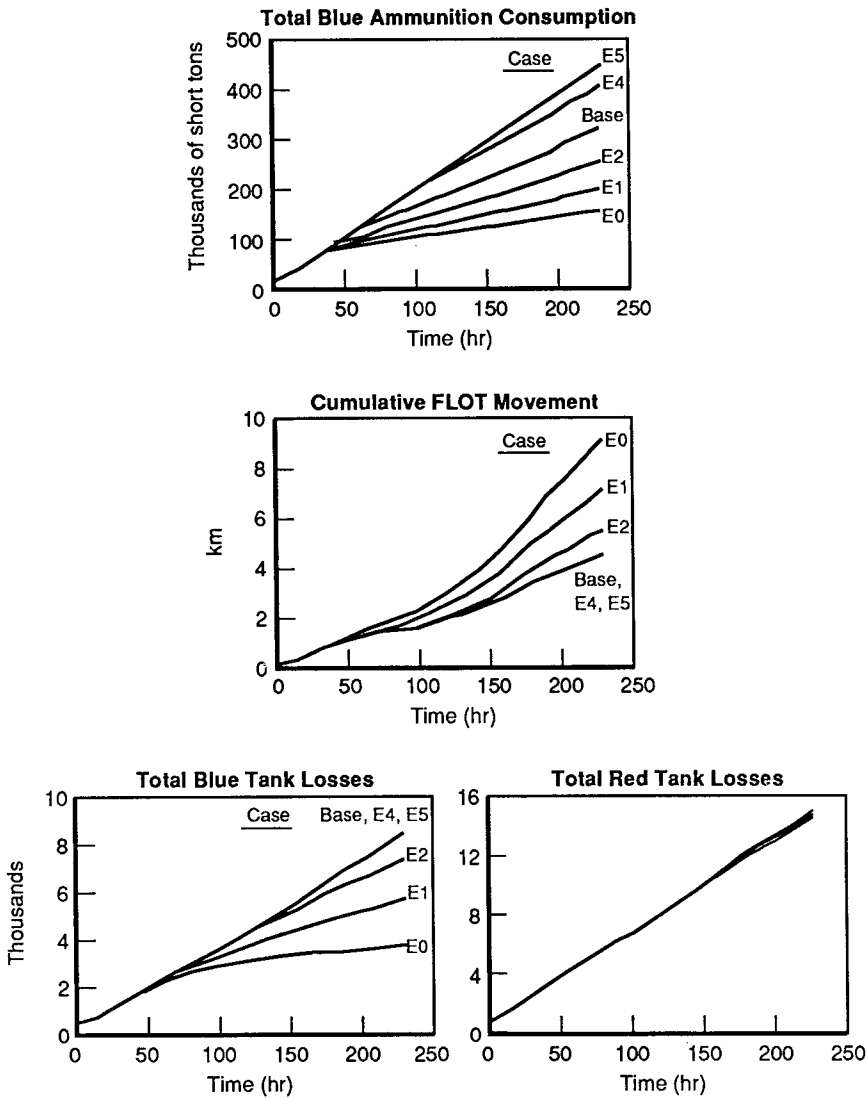 Total Blue Ammunition Consumption
Thousands of short tons
500
400
300
200
100
0
Case
E5
E4
Base
E2
E1
E0
0 50 100 150 200 250
Time (hr)
Cumulative FLOT Movement
km
10
8
6
4
2
0
Case
E0
E1
E2
Base,
E4, E5
0 50 100 150 200 250
Time (hr)
Total Blue Tank Losses
Thousands
10
8
6
4
2
0
Case
Base, E4, E5
E2
E1
E0
0 50 100 150 200 250
Time (hr)
Total Red Tank Losses
16
12
8
4
0
0 50 100 150 200 250
Time (hr)